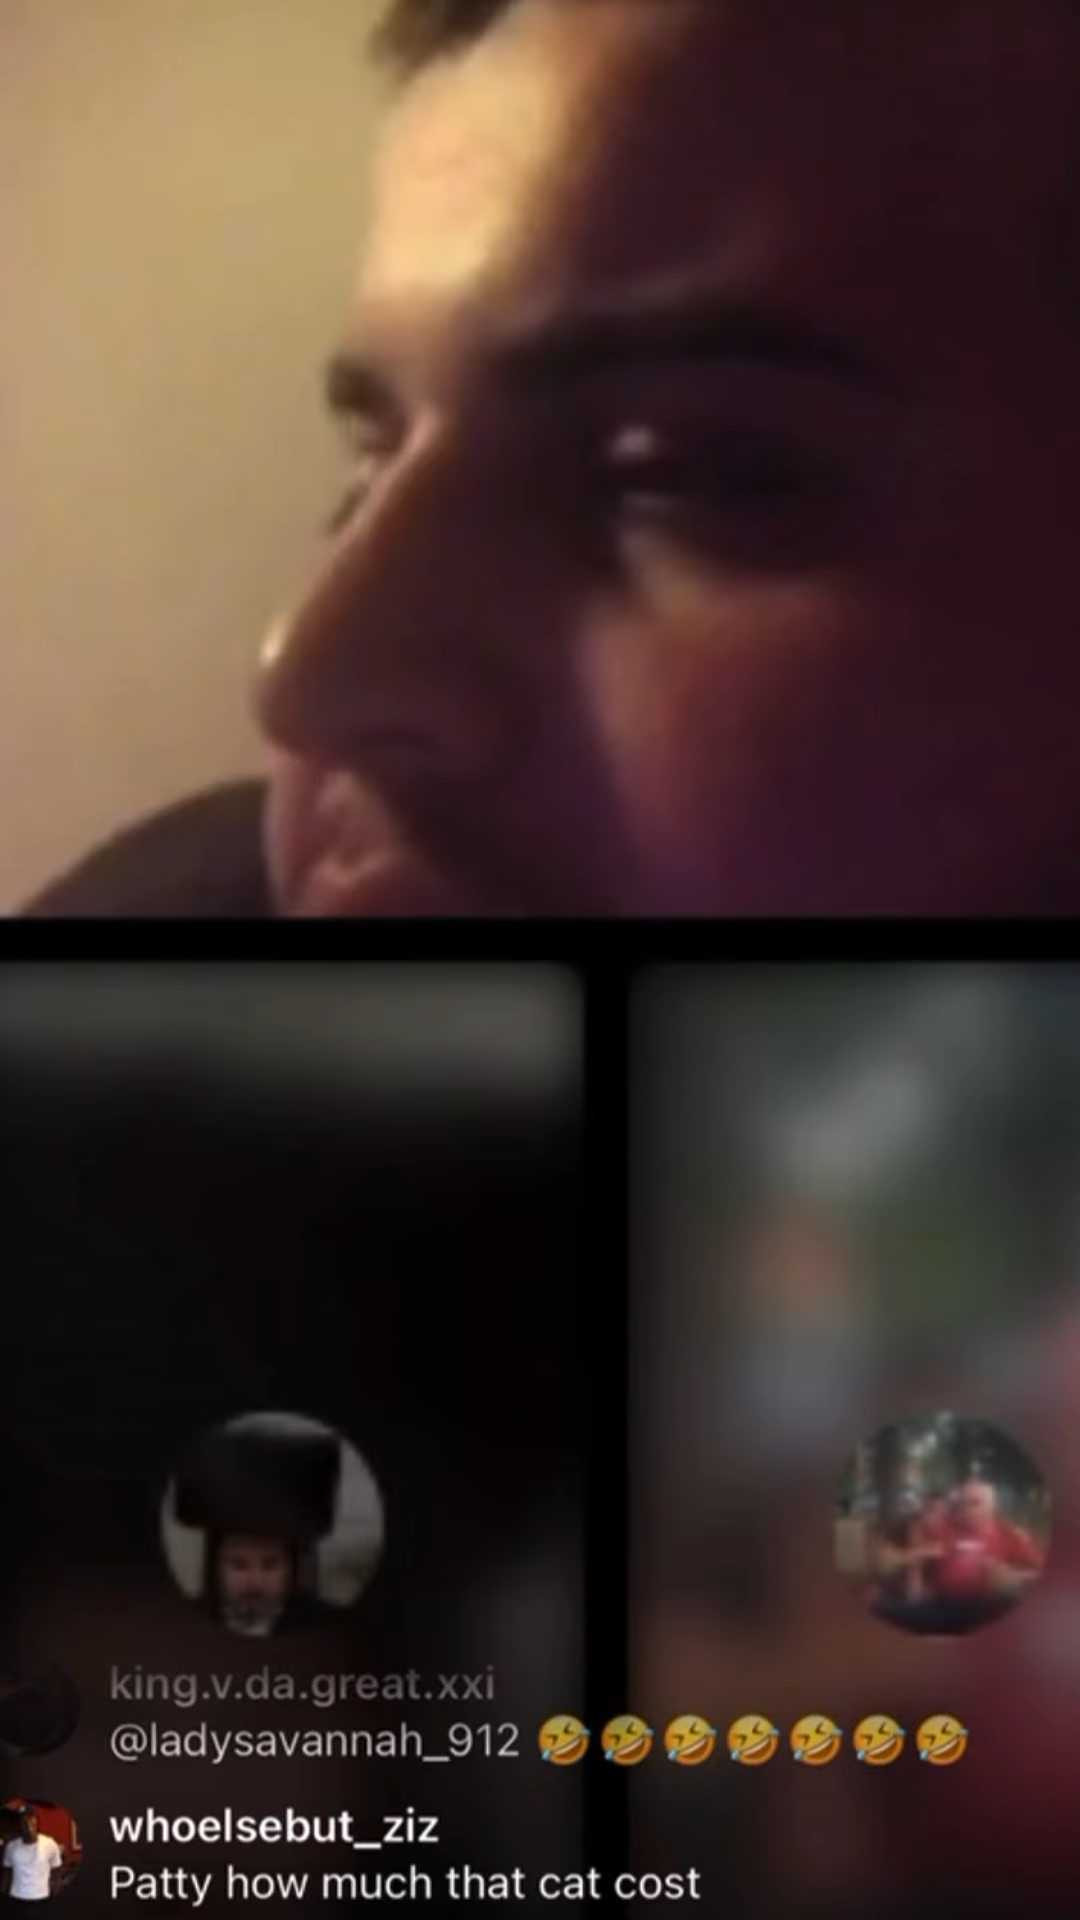 king.v.da.great.xxi
@ladysavannah_912 🤣🤣🤣🤣🤣🤣🤣
whoelsebut_ziz
Patty how much that cat cost